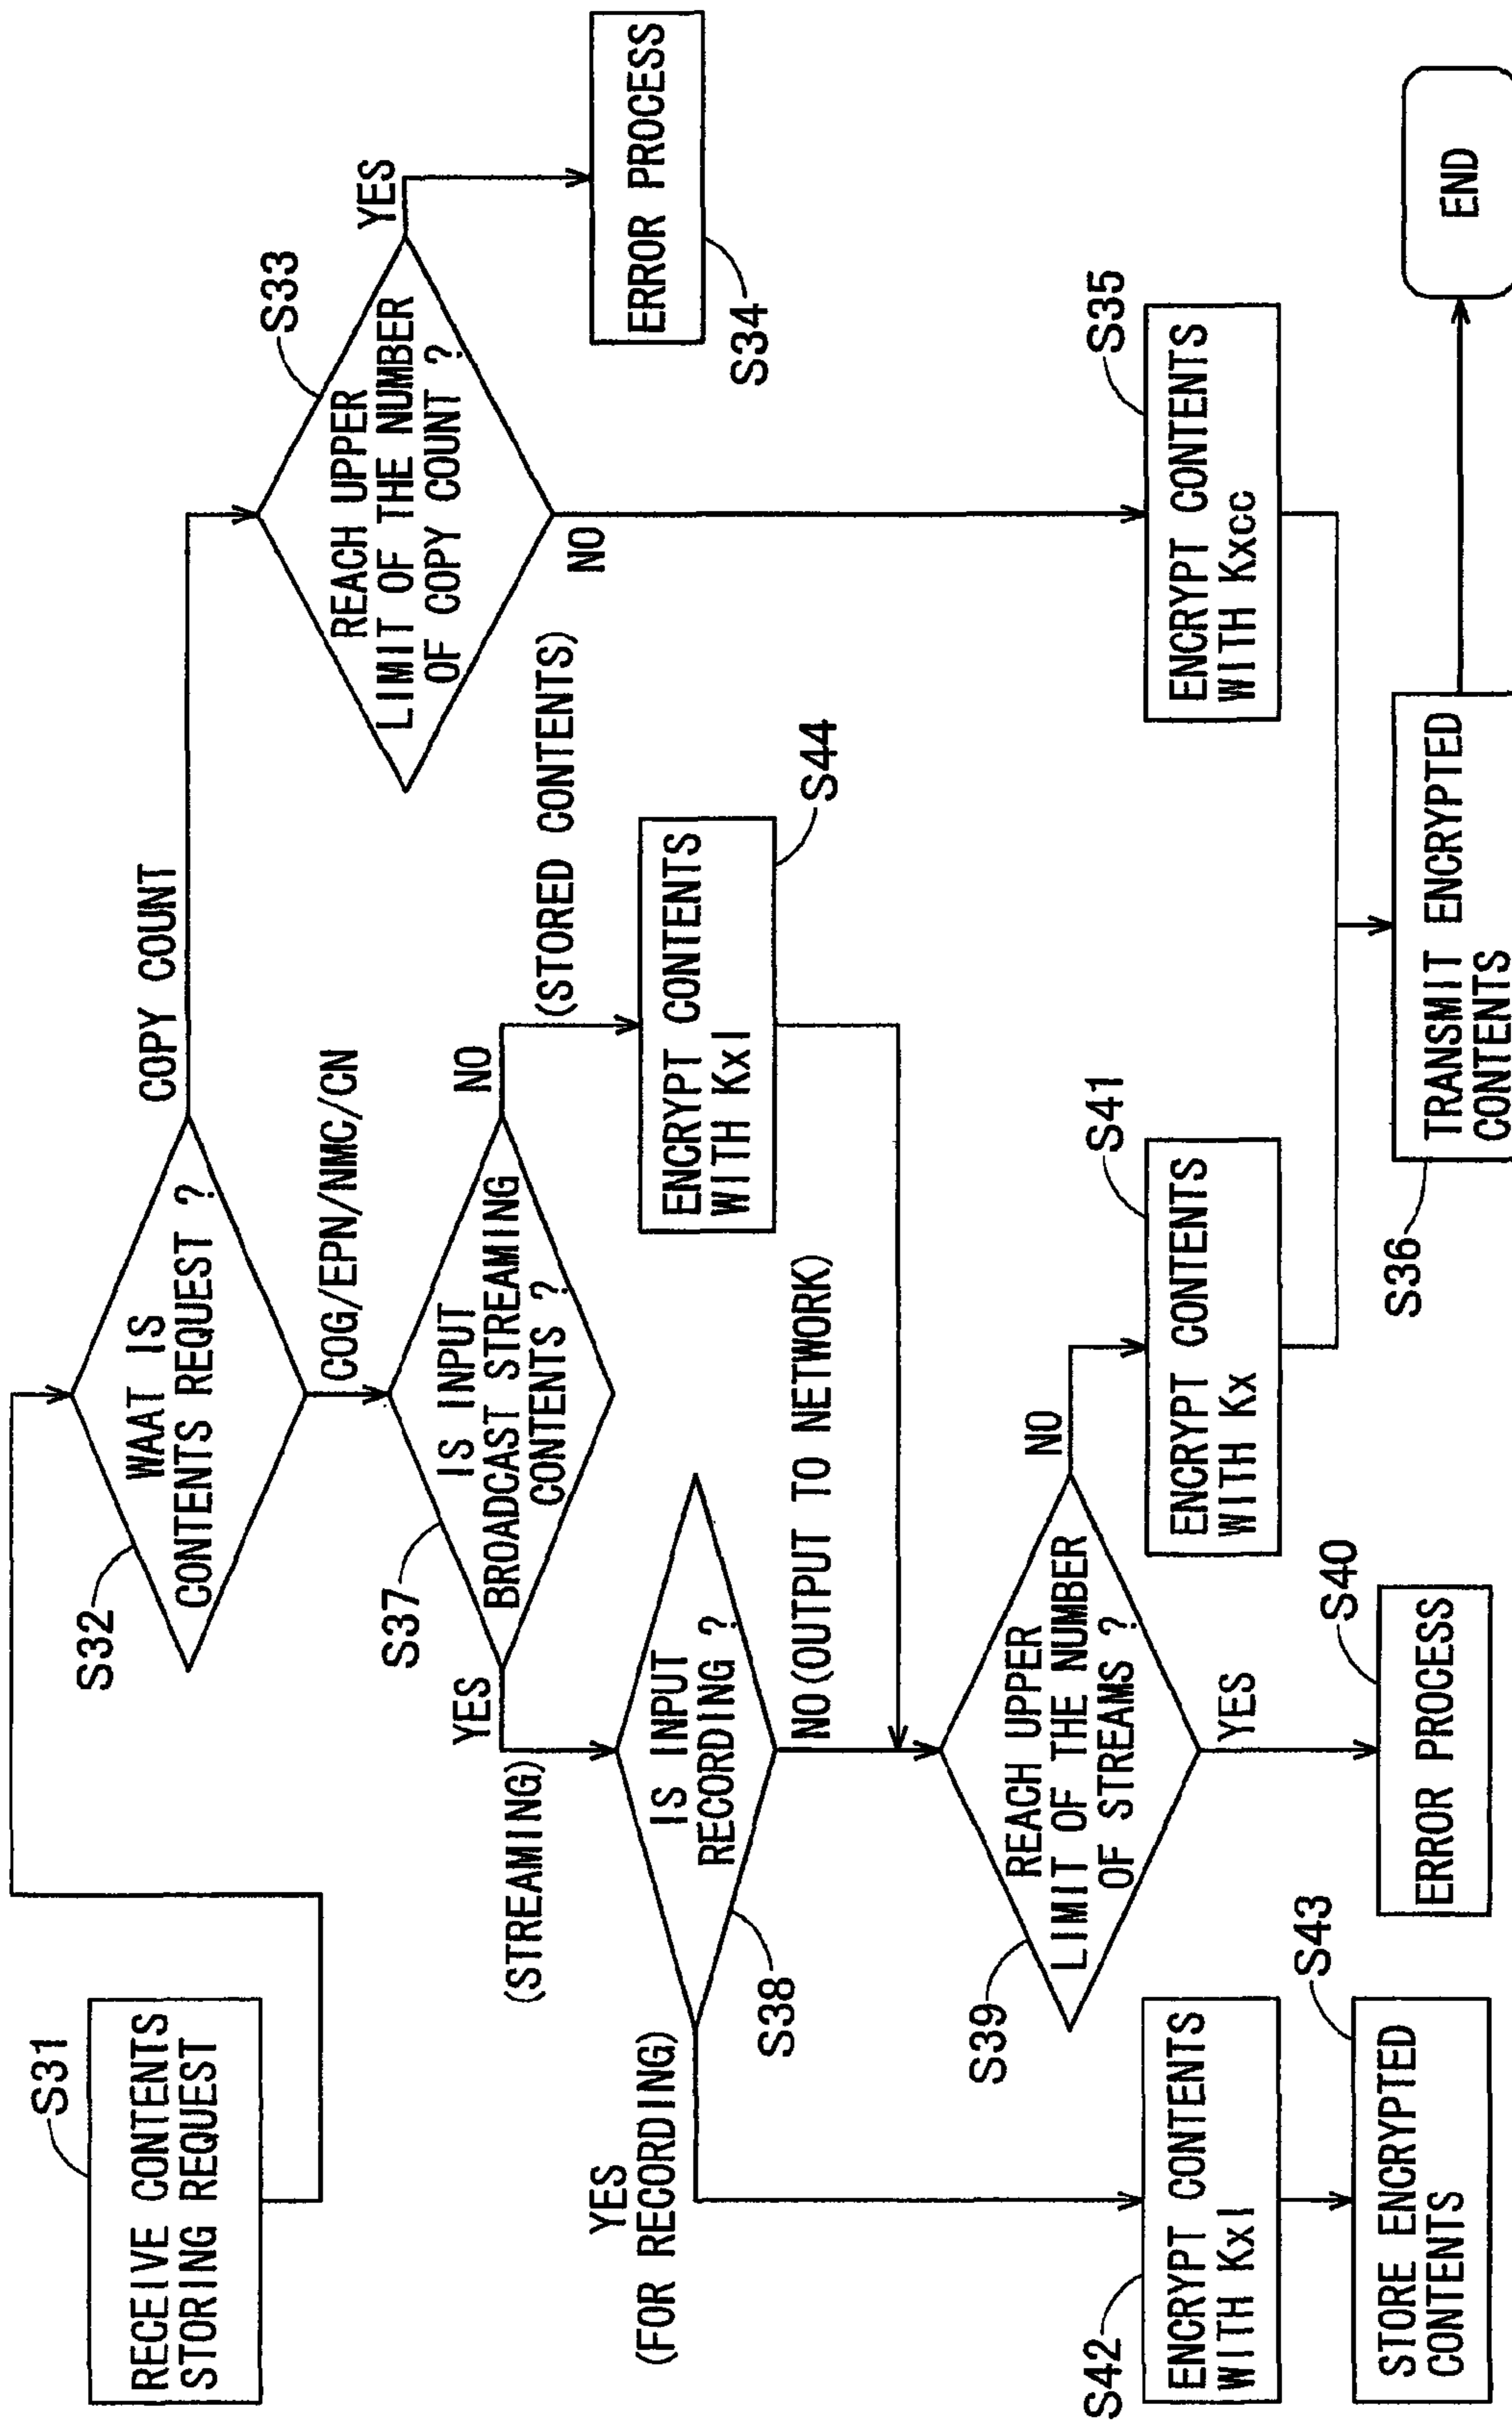 S31
RECEIVE CONTENTS
STORING REQUEST
S32
WAAT IS
CONTENTS REQUEST ?
COPY COUNT
COG/EPN/NMC/CN
S33
REACH UPPER
LIMIT OF THE NUMBER
OF COPY COUNT ?
YES
NO
ERROR PROCESS
S34
S37
IS INPUT
BROADCAST STREAMING
CONTENTS ?
YES
(STREAMING)
NO
(STORED CONTENTS)
ENCRYPT CONTENTS
WITH Kxl
S44
IS INPUT
RECORDING ?
S38
YES
(FOR RECORDING)
NO(OUTPUT TO NETWORK)
S39
REACH UPPER
LIMIT OF THE NUMBER
OF STREAMS ?
NO
YES
S42
ENCRYPT CONTENTS
WITH Kxl
S43
STORE ENCRYPTED
CONTENTS
S40
ERROR PROCESS
S41
ENCRYPT CONTENTS
WITH Kx
S35
ENCRYPT CONTENTS
WITH Kxcc
S36
TRANSMIT ENCRYPTED
CONTENTS
END